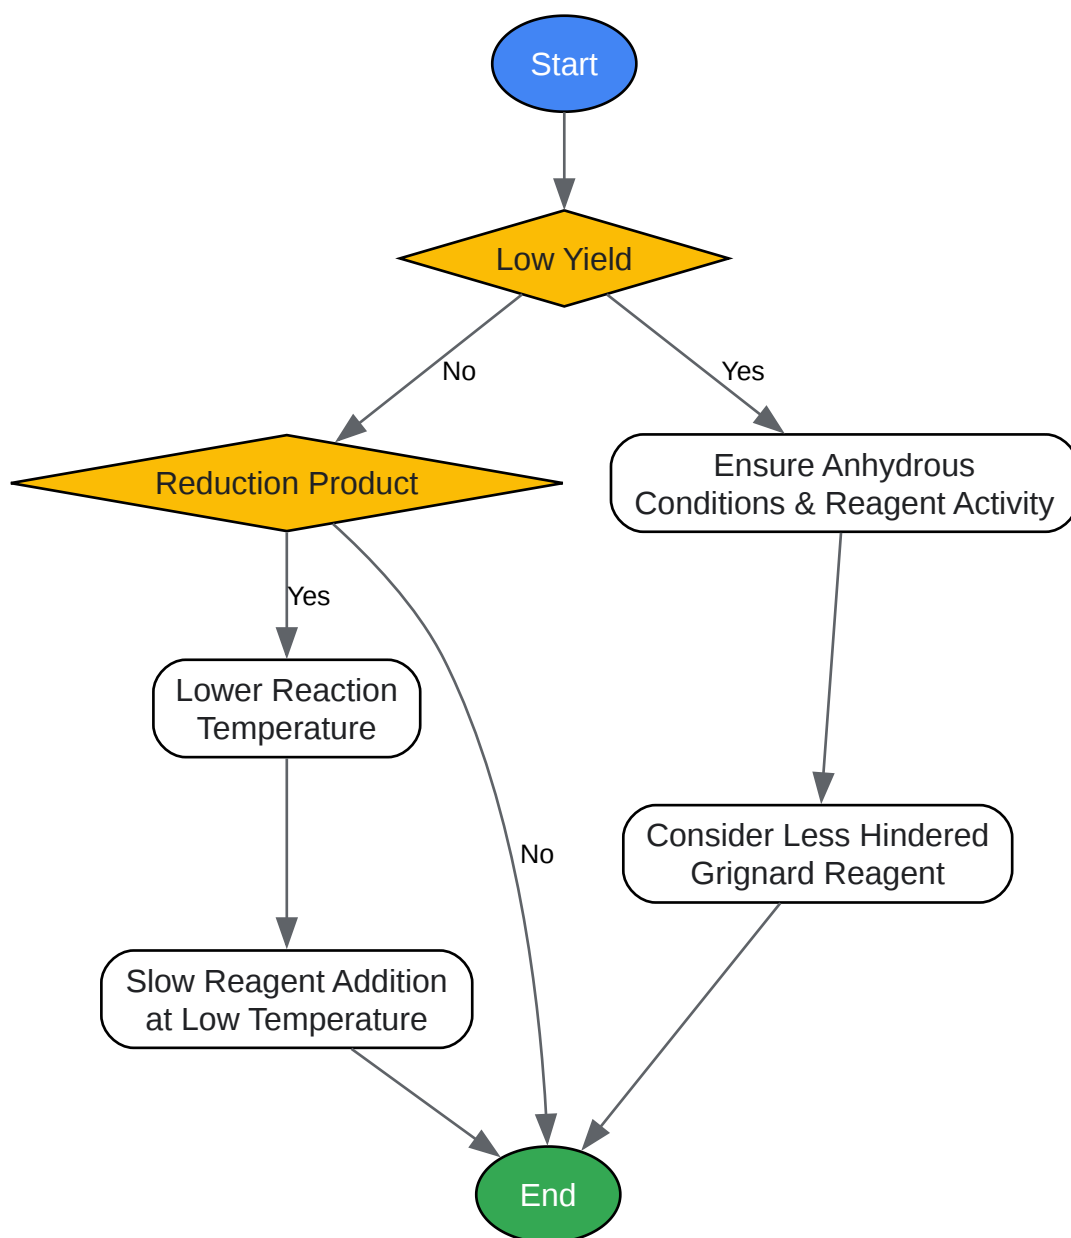 Start
Low Yield
No
Yes
Reduction Product
Ensure Anhydrous
Conditions & Reagent Activity
Yes
Lower Reaction
Temperature
No
Consider Less Hindered
Grignard Reagent
Slow Reagent Addition
at Low Temperature
End